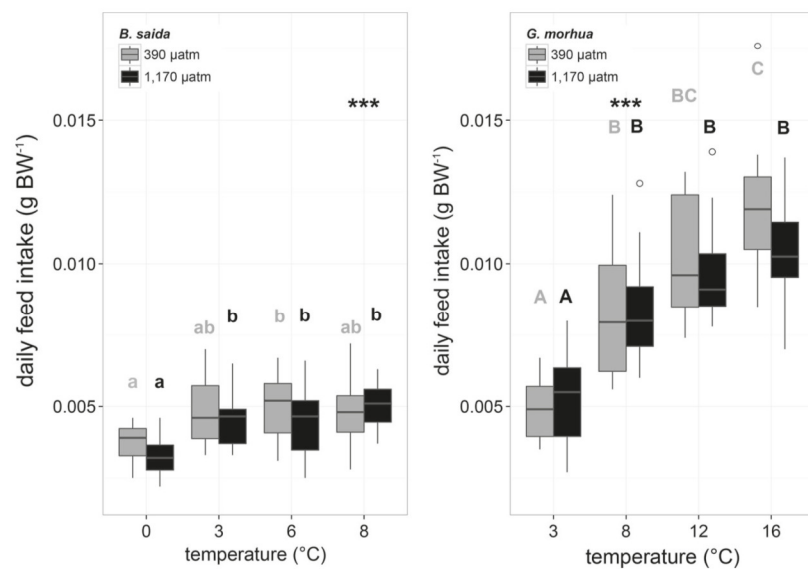 B. saida
390 µatm
1,170 µatm
***
0.015
0.010
0.005
daily feed intake (g BW-1)
a a ab b b b ab b
0 3 6 8
temperature (°C)
G. morhua
390 µatm
1,170 µatm
C
BC
***
B B B B
A A
0.015
0.010
0.005
daily feed intake (g BW-1)
3 8 12 16
temperature (°C)